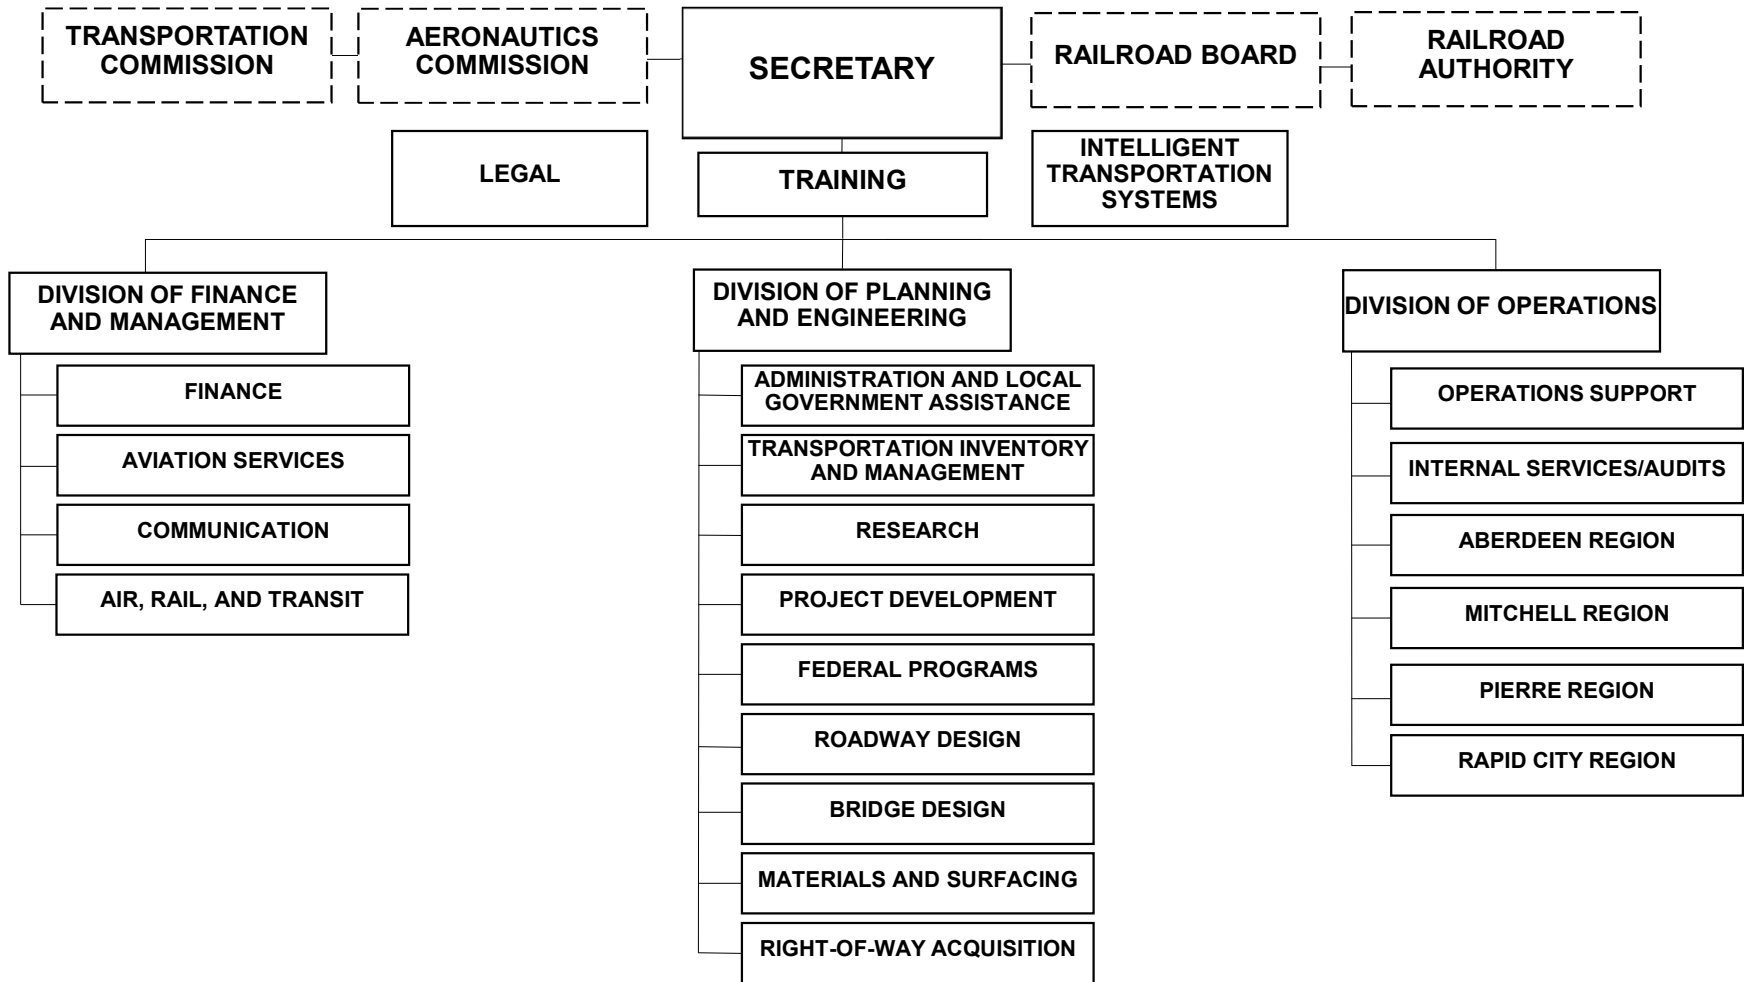 TRANSPORTATION
COMMISSION
AERONAUTICS
COMMISSION
SECRETARY
RAILROAD BOARD
RAILROAD
AUTHORITY
LEGAL
TRAINING
INTELLIGENT
TRANSPORTATION
SYSTEMS
DIVISION OF FINANCE
AND MANAGEMENT
FINANCE
AVIATION SERVICES
COMMUNICATION
AIR, RAIL, AND TRANSIT
DIVISION OF PLANNING
AND ENGINEERING
ADMINISTRATION AND LOCAL
GOVERNMENT ASSISTANCE
TRANSPORTATION INVENTORY
AND MANAGEMENT
RESEARCH
PROJECT DEVELOPMENT
FEDERAL PROGRAMS
ROADWAY DESIGN
BRIDGE DESIGN
MATERIALS AND SURFACING
RIGHT-OF-WAY ACQUISITION
DIVISION OF OPERATIONS
OPERATIONS SUPPORT
INTERNAL SERVICES/AUDITS
ABERDEEN REGION
MITCHELL REGION
PIERRE REGION
RAPID CITY REGION